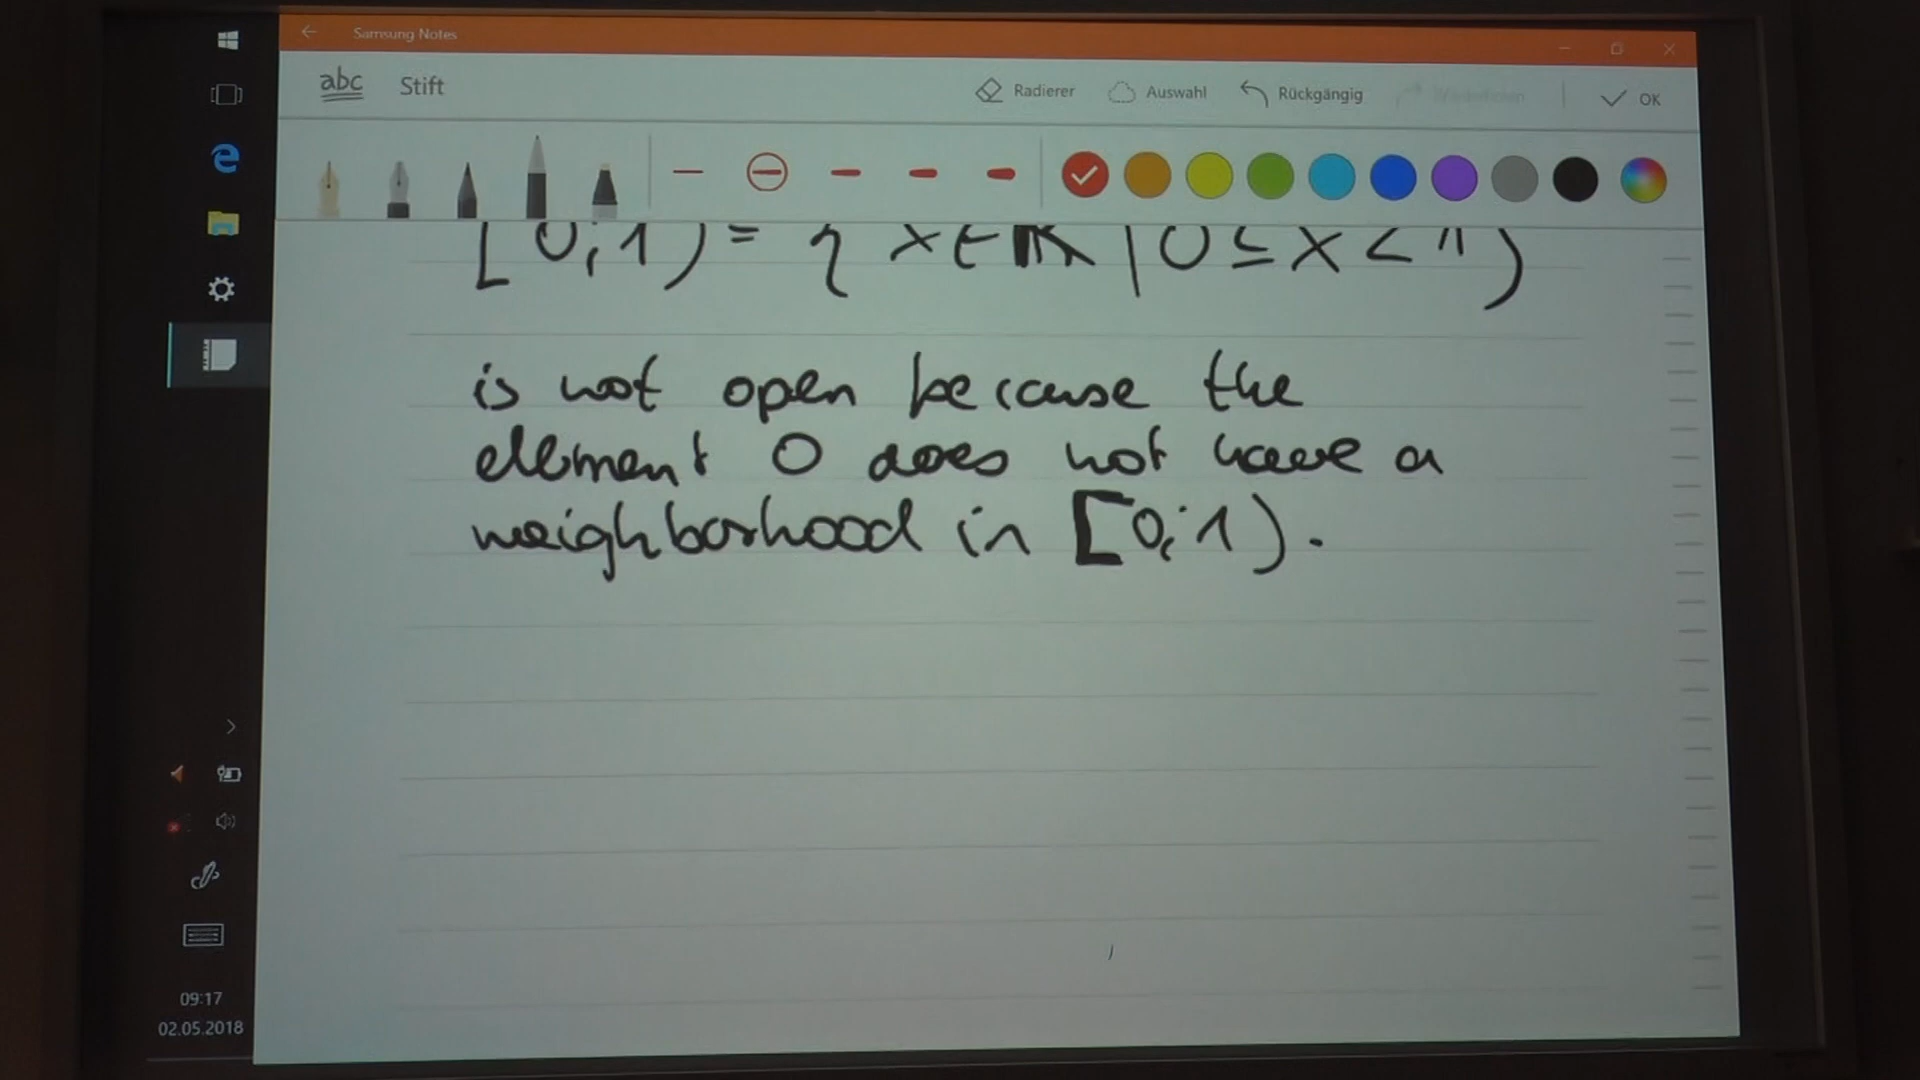 Samsung Notes
abc Stift Radierer Auswahl Rückgängig Wiederholen OK
[0;1) = { x ∈ ℝ | 0 ≤ x < 1 }
is not open because the
element 0 does not have a
neighborhood in [0;1).
09:17
02.05.2018